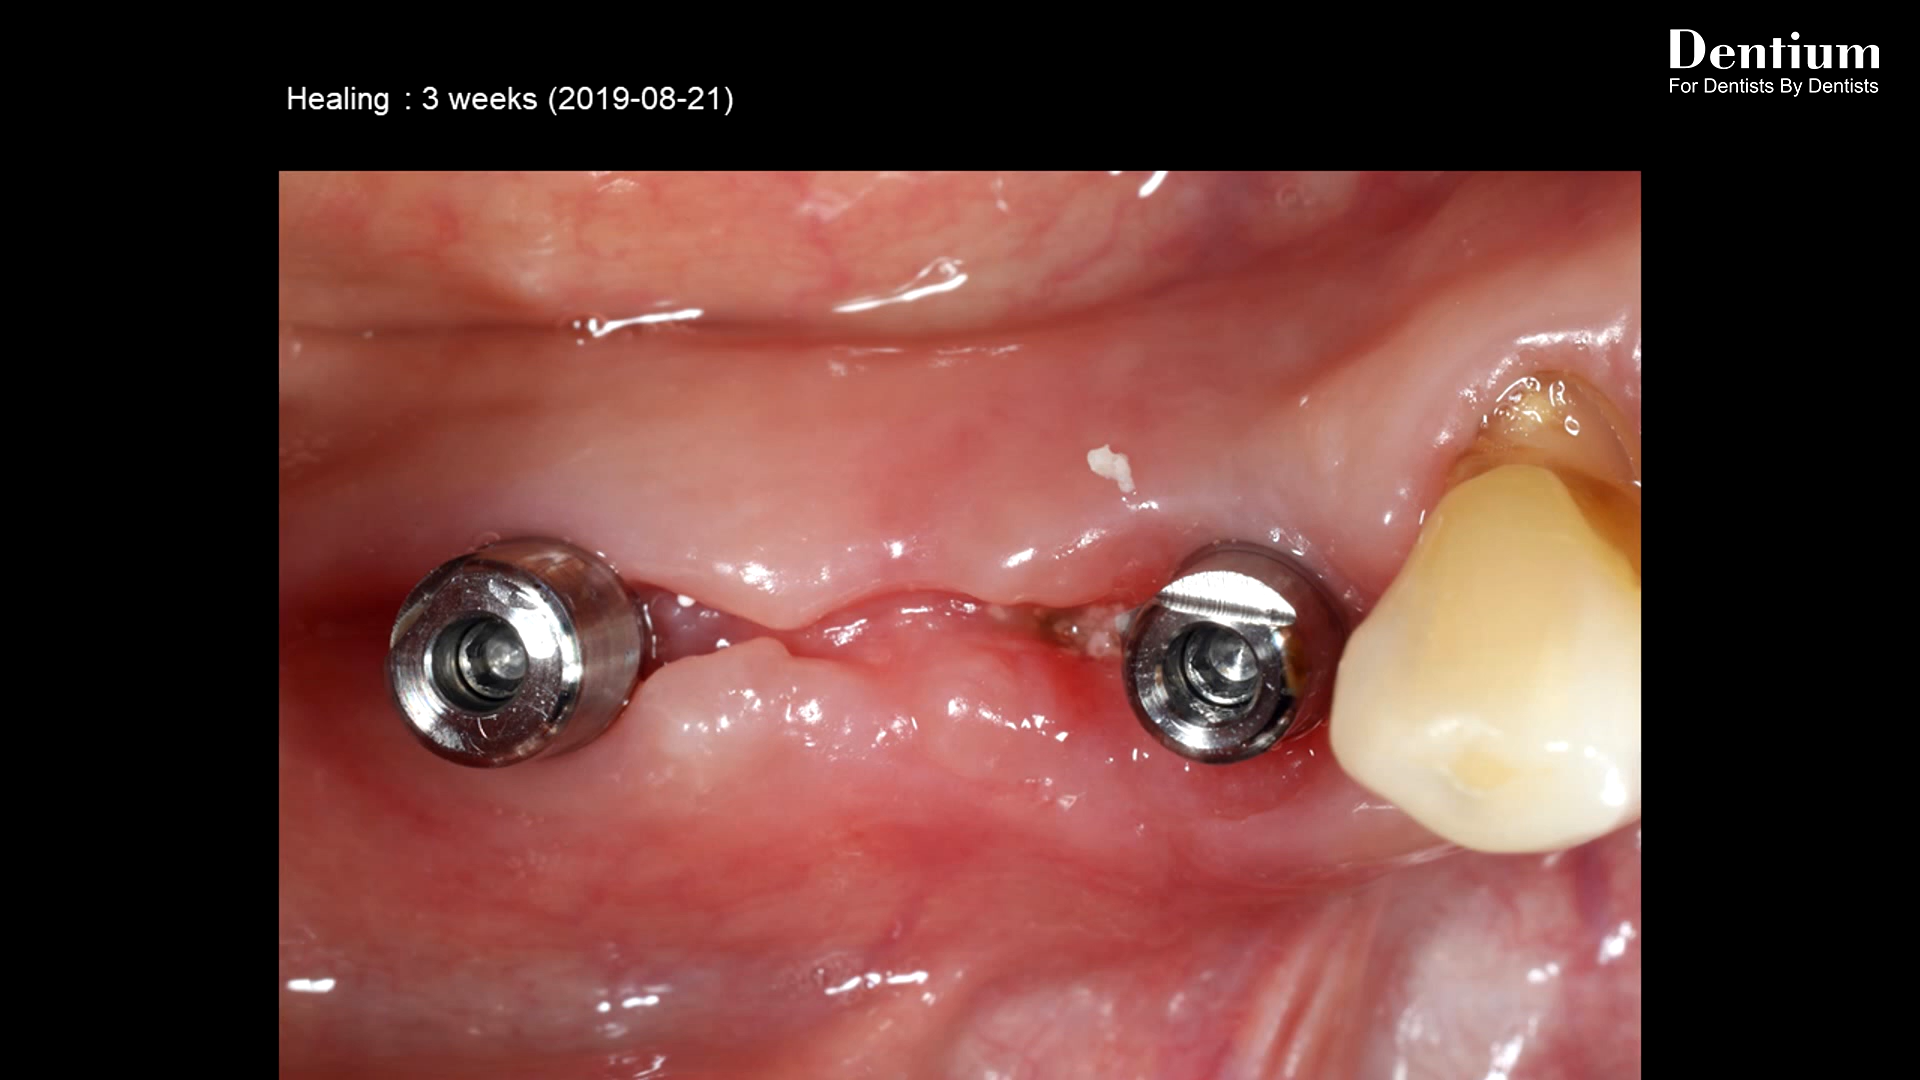 Dentium
For Dentists By Dentists
Healing : 3 weeks (2019-08-21)